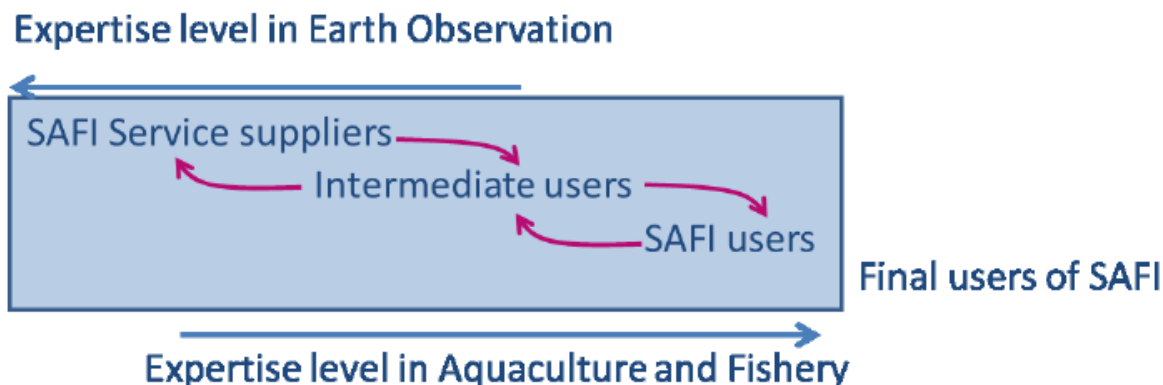 Expertise level in Earth Observation
SAFI Service suppliers
Intermediate users
SAFI users
Final users of SAFI
Expertise level in Aquaculture and Fishery